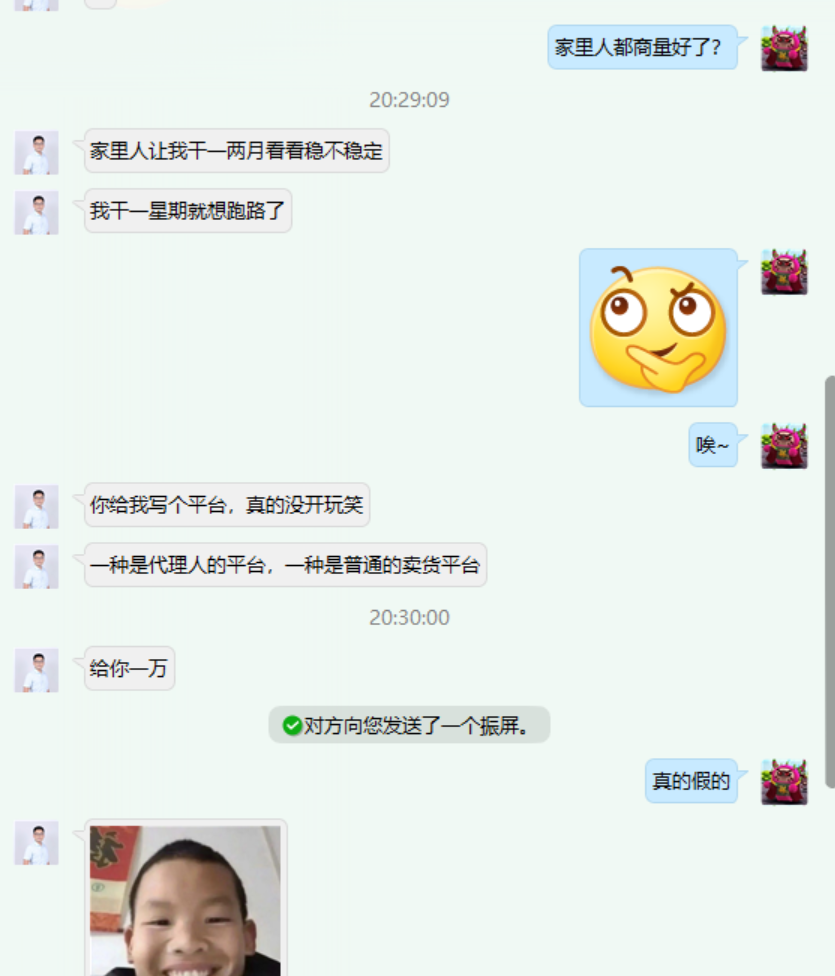 家里人都商量好了？
20:29:09
家里人让我干一两月看看稳不稳定
我干一星期就想跑路了
唉~
你给我写个平台，真的没开玩笑
一种是代理人的平台，一种是普通的卖货平台
20:30:00
给你一万
对方向您发送了一个振屏。
真的假的